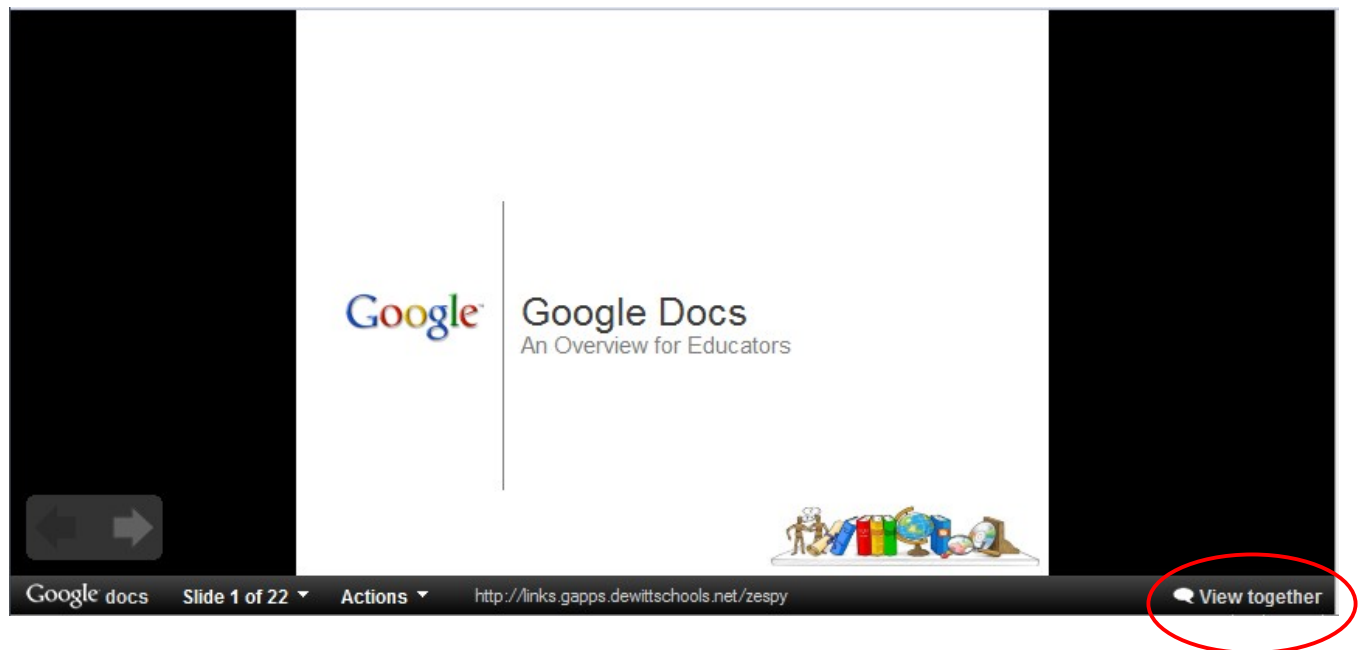 Google™
Google Docs
An Overview for Educators
Google docs Slide 1 of 22 Actions http://links.gapps.dewittschools.net/zespy View together